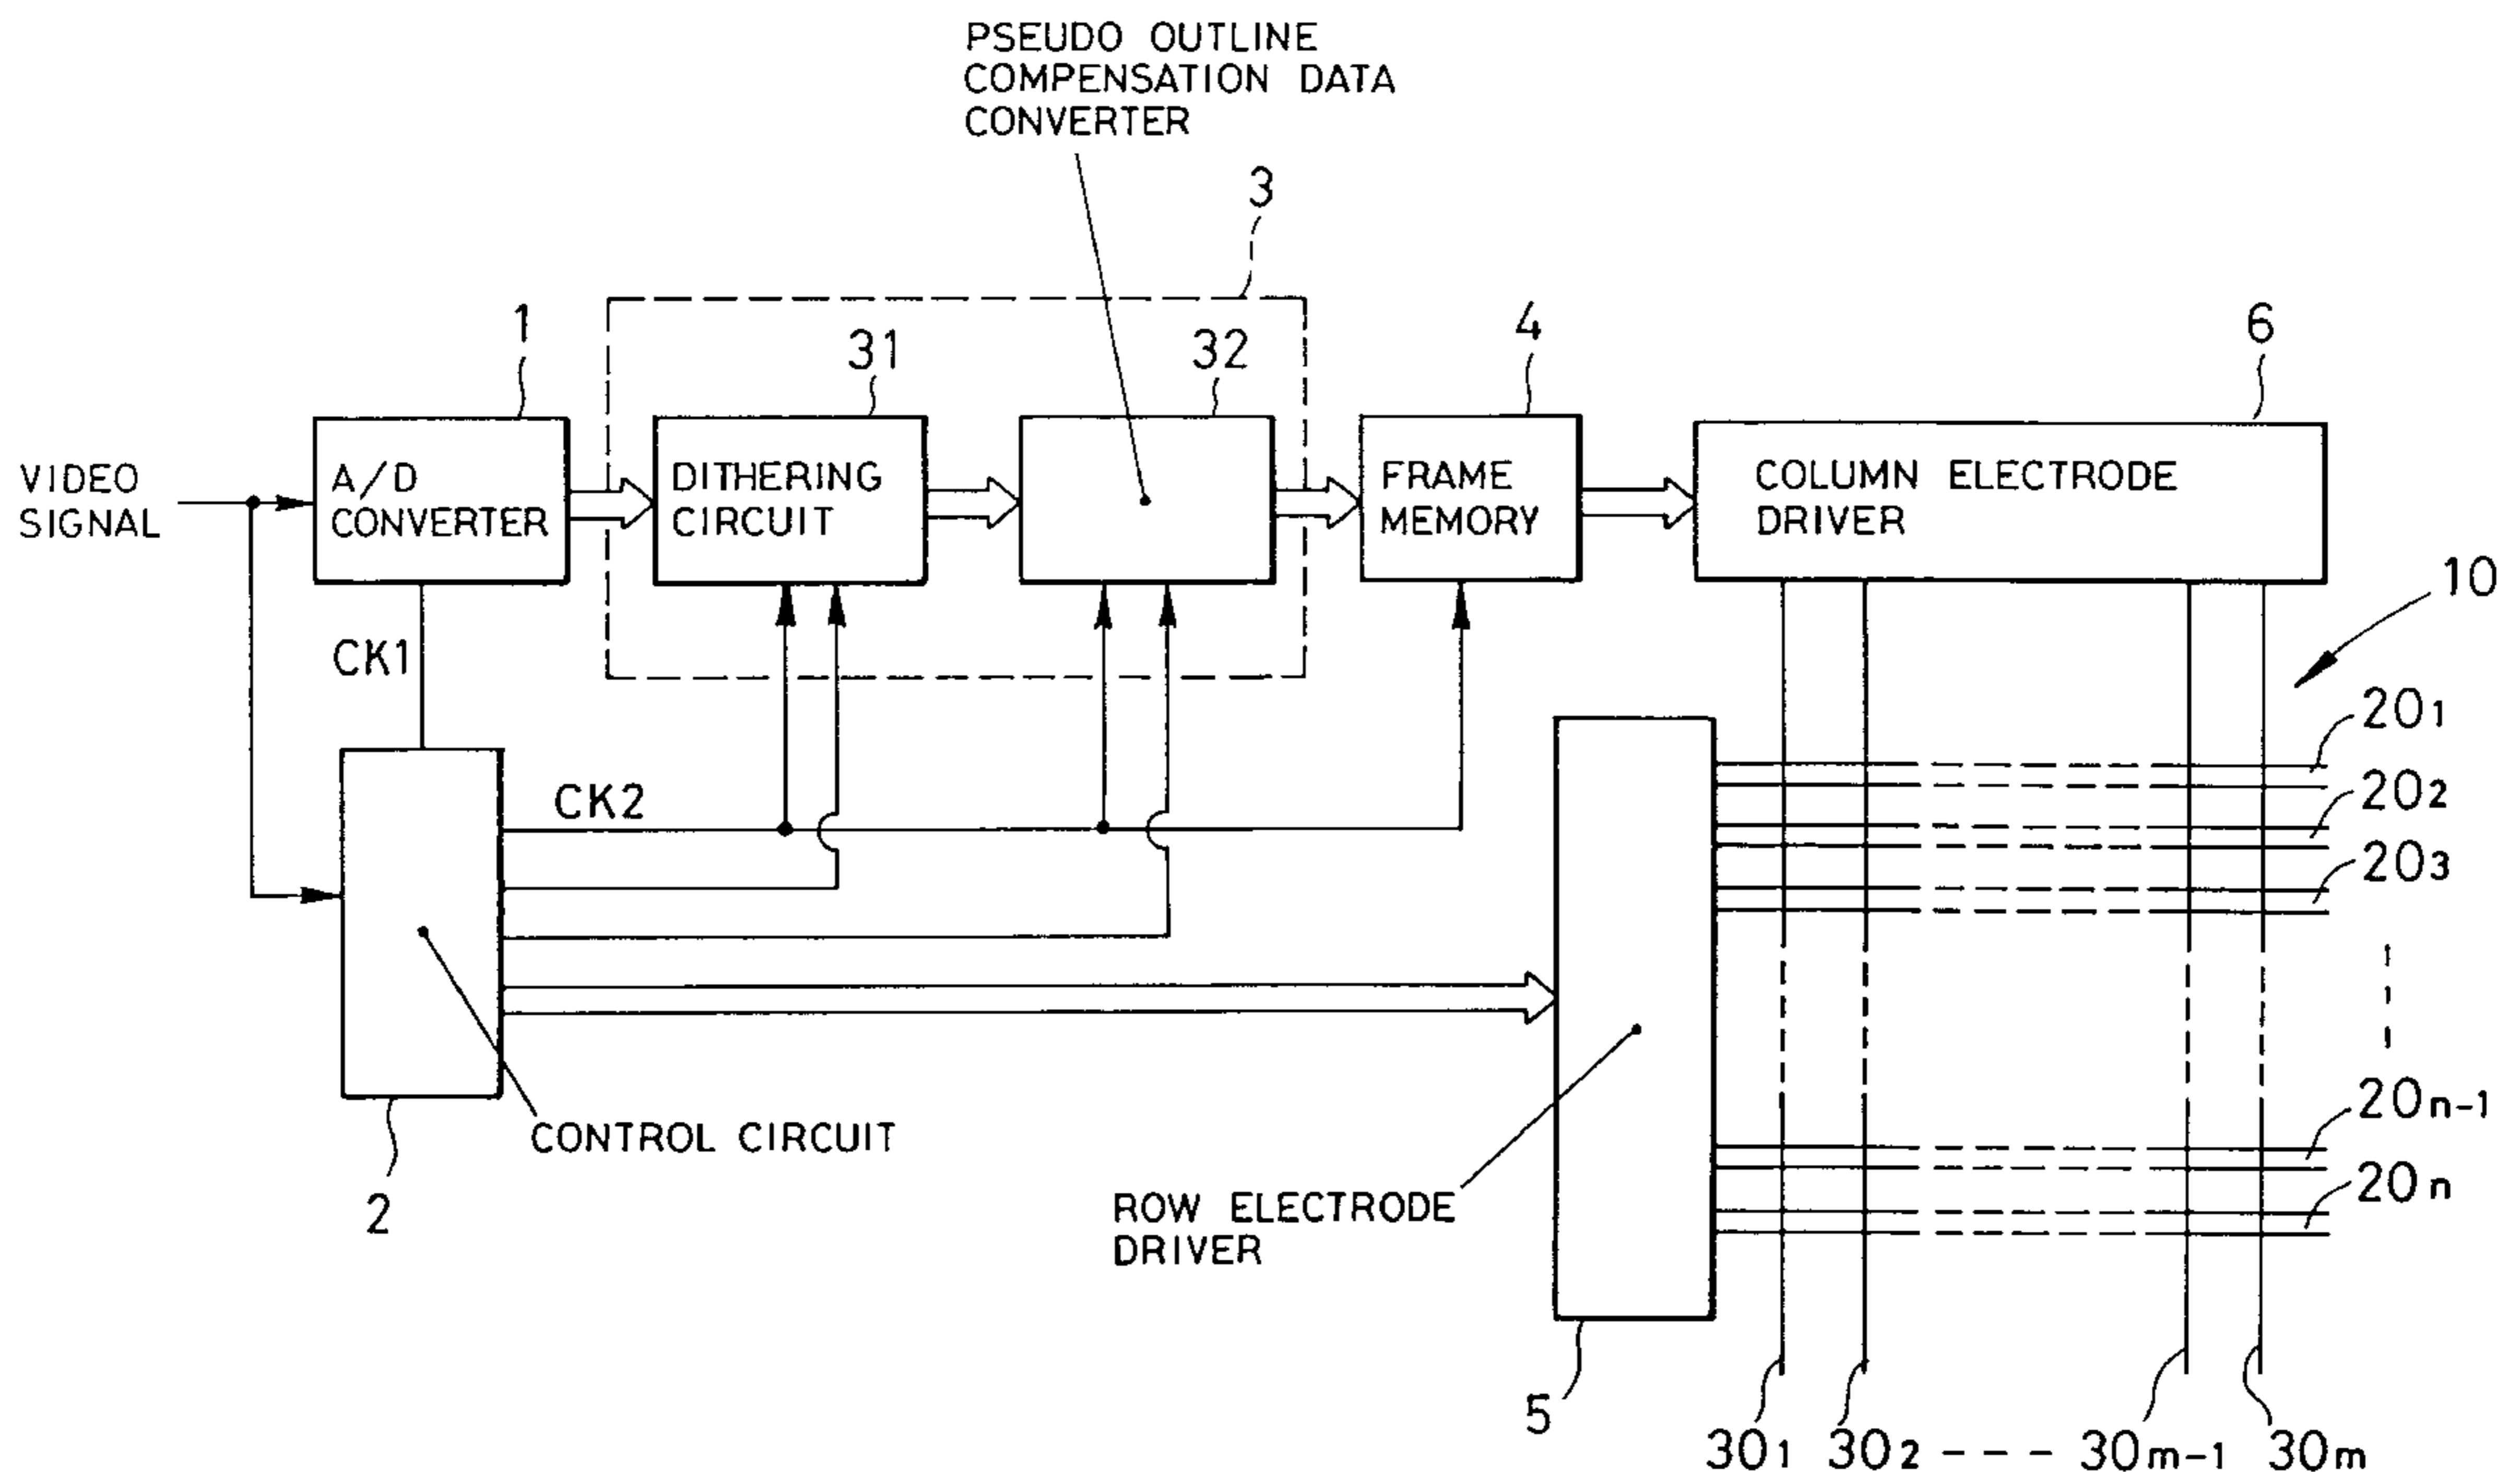 PSEUDO OUTLINE
COMPENSATION DATA
CONVERTER
3
1
31
32
4
6
VIDEO
SIGNAL
A/D
CONVERTER
DITHERING
CIRCUIT
FRAME
MEMORY
COLUMN ELECTRODE
DRIVER
10
CK1
CK2
20₁
20₂
20₃
20n-1
20n
CONTROL CIRCUIT
2
ROW ELECTRODE
DRIVER
5
30₁ 30₂ ---- 30m-1 30m